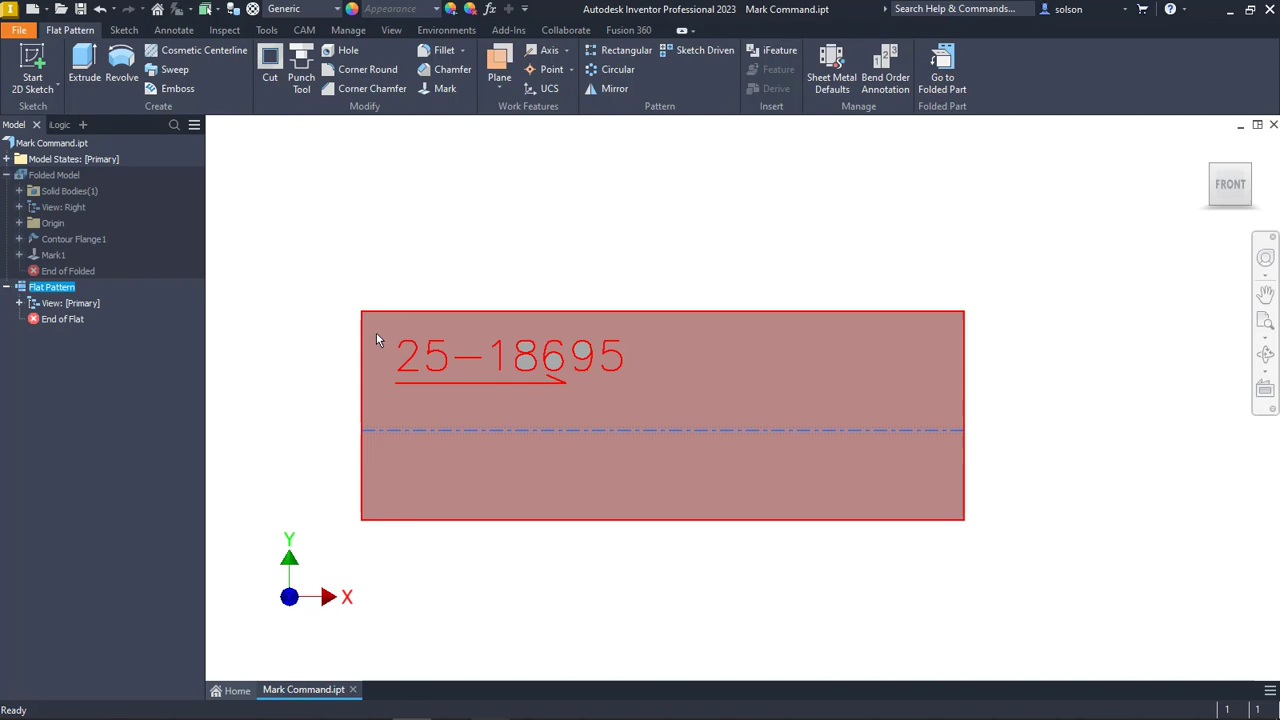 Generic
Appearance
Autodesk Inventor Professional 2023 Mark Command.ipt
Search Help & Commands...
solson
File Flat Pattern Sketch Annotate Inspect Tools CAM Manage View Environments Add-Ins Collaborate Fusion 360
Start
2D Sketch
Extrude
Revolve
Cosmetic Centerline
Sweep
Emboss
Cut
Punch
Tool
Hole
Corner Round
Corner Chamfer
Fillet
Chamfer
Mark
Plane
Axis
Point
UCS
Rectangular
Circular
Mirror
Sketch Driven
iFeature
Feature
Derive
Sheet Metal
Defaults
Bend Order
Annotation
Go to
Folded Part
Sketch Create Modify Work Features Pattern Insert Manage Folded Part
Model iLogic
Mark Command.ipt
Model States: [Primary]
Folded Model
Solid Bodies(1)
View: Right
Origin
Contour Flange1
Mark1
End of Folded
Flat Pattern
View: [Primary]
End of Flat
FRONT
25-18695
Y
X
Home Mark Command.ipt
Ready 1 1